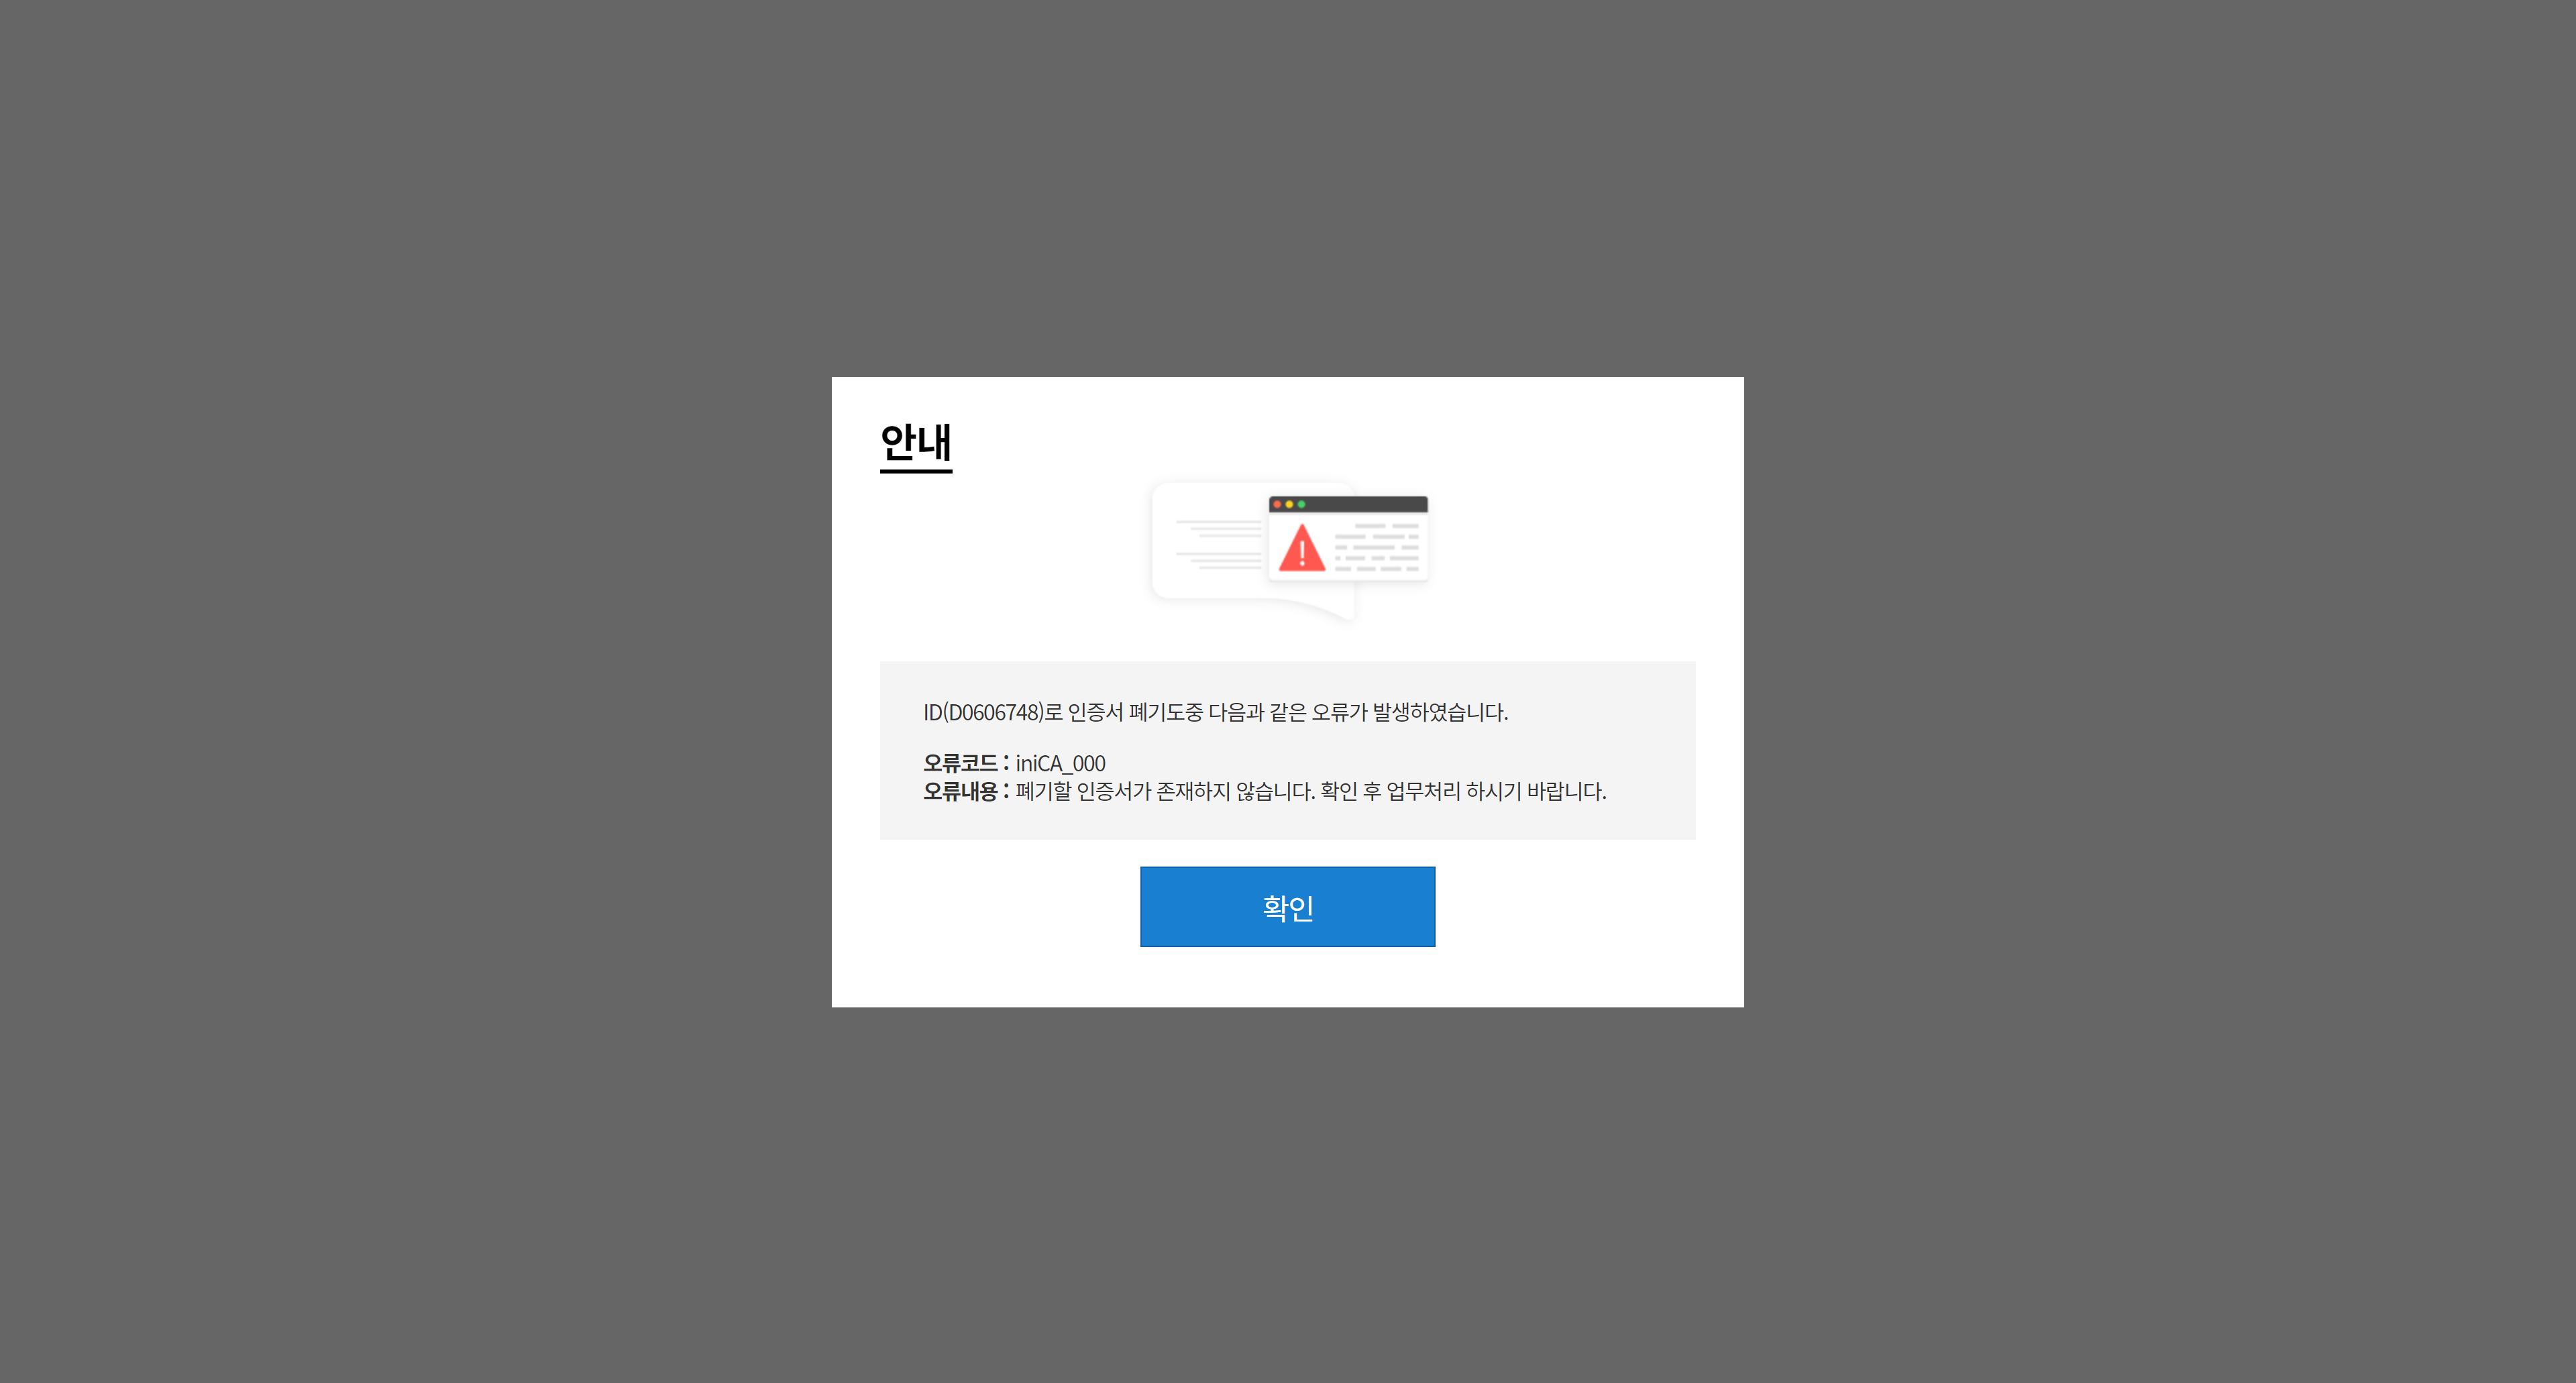 안내
ID(D0606748)로 인증서 폐기도중 다음과 같은 오류가 발생하였습니다.
오류코드 : iniCA_000
오류내용 : 폐기할 인증서가 존재하지 않습니다. 확인 후 업무처리 하시기 바랍니다.
확인